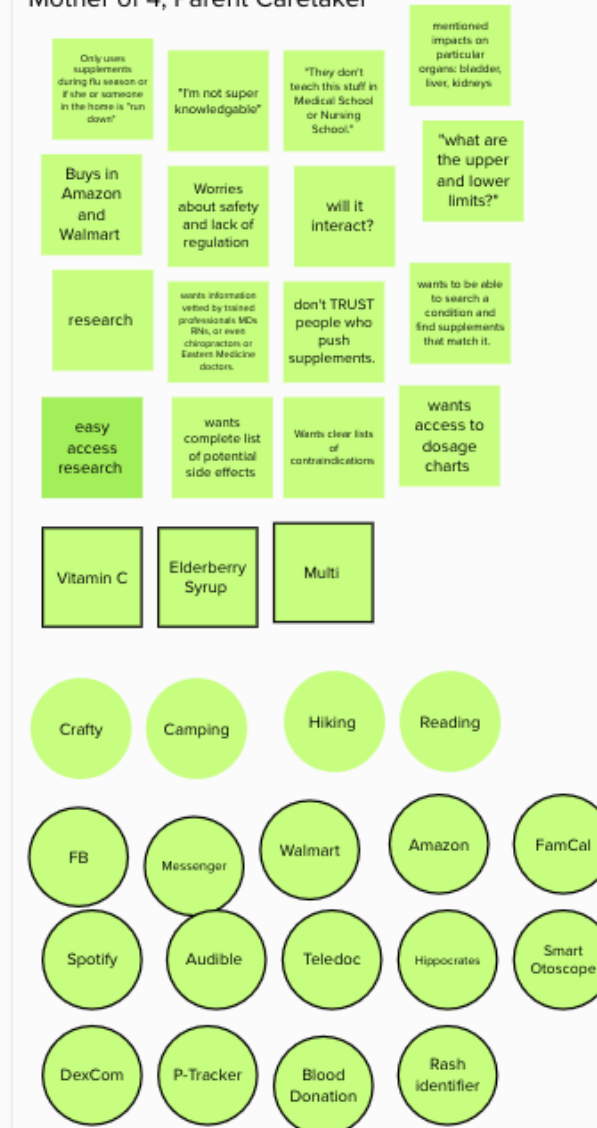 Mother of 4, Parent Caretaker
mentioned
impacts on
particular
organs: bladder,
liver, kidneys
Only uses
supplements
during flu season or
if she or someone
in the home is "run
down"
"I'm not super
knowledgable"
"They don't
teach this stuff in
Medical School
or Nursing
School."
"what are
the upper
and lower
limits?"
Buys in
Amazon
and
Walmart
Worries
about safety
and lack of
regulation
will it
interact?
research
wants information
vetted by trained
professionals MDs
RNs, or even
chiropractors or
Eastern Medicine
doctors.
don't TRUST
people who
push
supplements.
wants to be able
to search a
condition and
find supplements
that match it.
easy
access
research
wants
complete list
of potential
side effects
Wants clear lists
of
contraindications
wants
access to
dosage
charts
Vitamin C
Elderberry
Syrup
Multi
Crafty
Camping
Hiking
Reading
FB
Messenger
Walmart
Amazon
FamCal
Spotify
Audible
Teledoc
Hippocrates
Smart
Otoscope
DexCom
P-Tracker
Blood
Donation
Rash
identifier